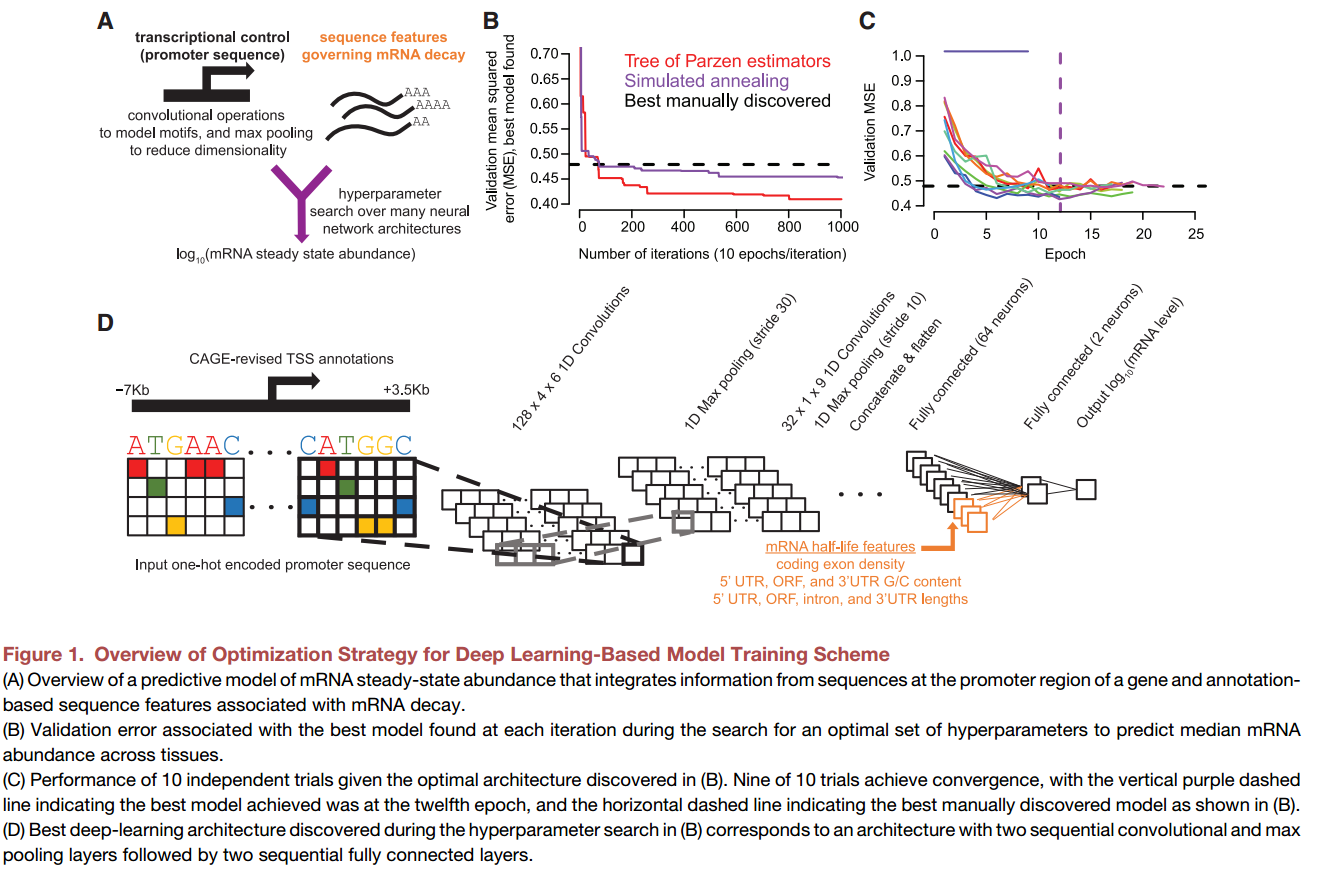 A
transcriptional control
(promoter sequence)
sequence features
governing mRNA decay
AAA
AAAA
AA
convolutional operations
to model motifs, and max pooling
to reduce dimensionality
hyperparameter
search over many neural
network architectures
log10(mRNA steady state abundance)
B
Validation mean squared
error (MSE), best model found
0.70
0.65
0.60
0.55
0.50
0.45
0.40
Tree of Parzen estimators
Simulated annealing
Best manually discovered
0 200 400 600 800 1000
Number of iterations (10 epochs/iteration)
C
Validation MSE
1.0
0.9
0.8
0.7
0.6
0.5
0.4
0 5 10 15 20 25
Epoch
D
CAGE-revised TSS annotations
−7Kb
+3.5Kb
ATGAAC...CATGGC
Input one-hot encoded promoter sequence
128 x 4 x 6 1D Convolutions
1D Max pooling (stride 30)
32 x 1 x 9 1D Convolutions
1D Max pooling (stride 10)
Concatenate & flatten
Fully connected (64 neurons)
Fully connected (2 neurons)
Output log10(mRNA level)
mRNA half-life features
coding exon density
5' UTR, ORF, and 3'UTR G/C content
5' UTR, ORF, intron, and 3'UTR lengths
Figure 1. Overview of Optimization Strategy for Deep Learning-Based Model Training Scheme
(A) Overview of a predictive model of mRNA steady-state abundance that integrates information from sequences at the promoter region of a gene and annotation-
based sequence features associated with mRNA decay.
(B) Validation error associated with the best model found at each iteration during the search for an optimal set of hyperparameters to predict median mRNA
abundance across tissues.
(C) Performance of 10 independent trials given the optimal architecture discovered in (B). Nine of 10 trials achieve convergence, with the vertical purple dashed
line indicating the best model achieved was at the twelfth epoch, and the horizontal dashed line indicating the best manually discovered model as shown in (B).
(D) Best deep-learning architecture discovered during the hyperparameter search in (B) corresponds to an architecture with two sequential convolutional and max
pooling layers followed by two sequential fully connected layers.